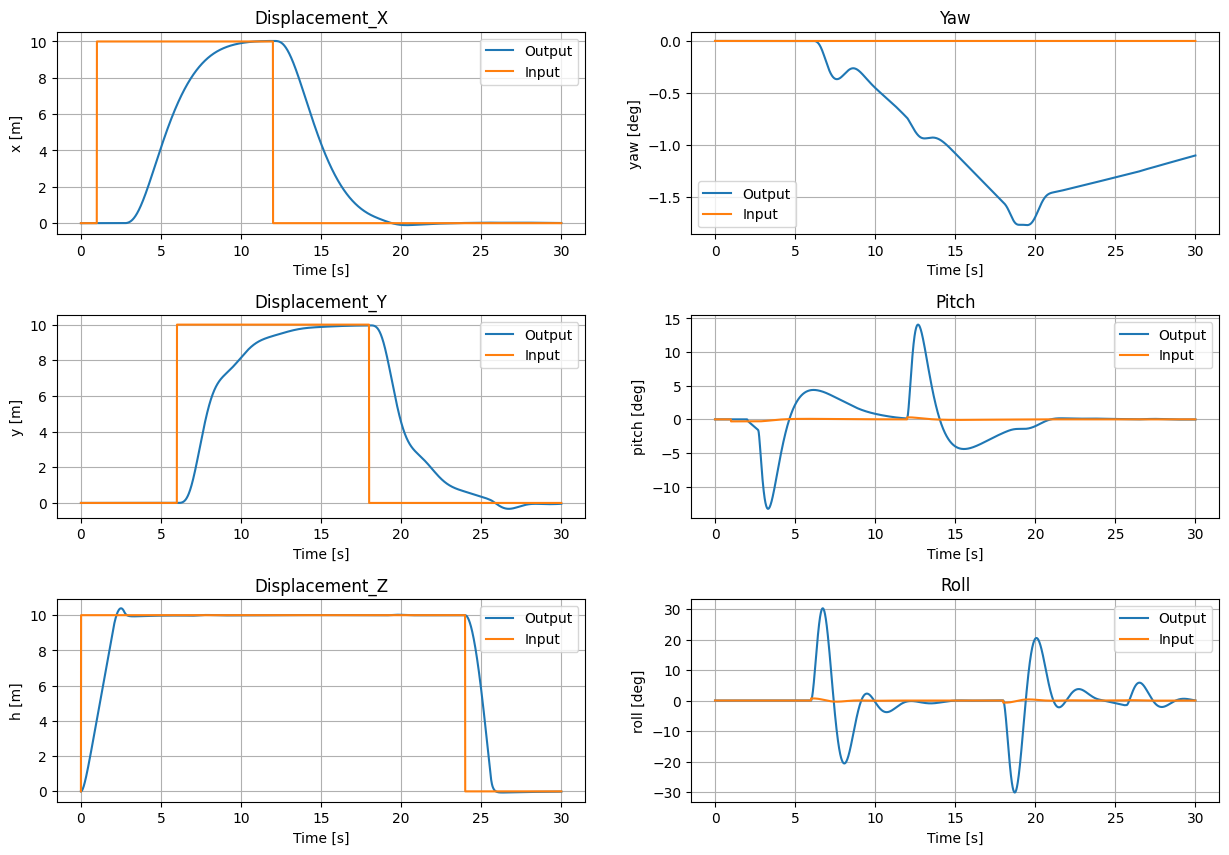 Displacement_X
10
8
6
4
2
0
x [m]
Output
Input
0 5 10 15 20 25 30
Time [s]
Yaw
0.0
−0.5
−1.0
−1.5
yaw [deg]
Output
Input
0 5 10 15 20 25 30
Time [s]
Displacement_Y
10
8
6
4
2
0
y [m]
Output
Input
0 5 10 15 20 25 30
Time [s]
Pitch
15
10
5
0
−5
−10
pitch [deg]
Output
Input
0 5 10 15 20 25 30
Time [s]
Displacement_Z
10
8
6
4
2
0
h [m]
Output
Input
0 5 10 15 20 25 30
Time [s]
Roll
30
20
10
0
−10
−20
−30
roll [deg]
Output
Input
0 5 10 15 20 25 30
Time [s]